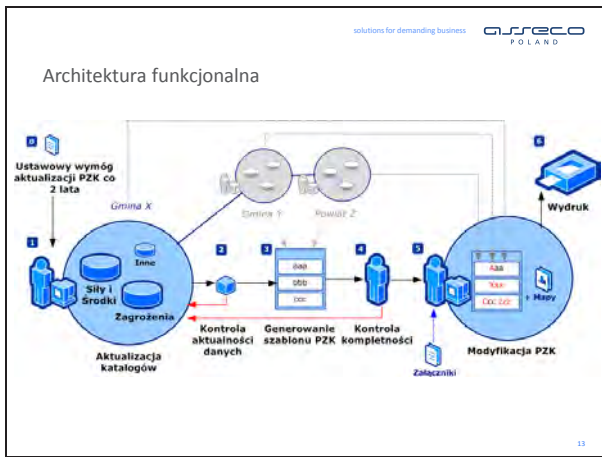 solutions for demanding business
asseco
POLAND
Architektura funkcjonalna
0
Ustawowy wymóg
aktualizacji PZK co
2 lata
Gmina X
Gmina Y
Powiat Z
6
Wydruk
1
Inne
Siły i
Środki
Zagrożenia
2
3
aaa
bbb
ccc
4
5
Aaa
Ccc
+ Mapy
Kontrola
aktualności
danych
Generowanie
szablonu PZK
Kontrola
kompletności
Aktualizacja
katalogów
Załączniki
Modyfikacja PZK
13